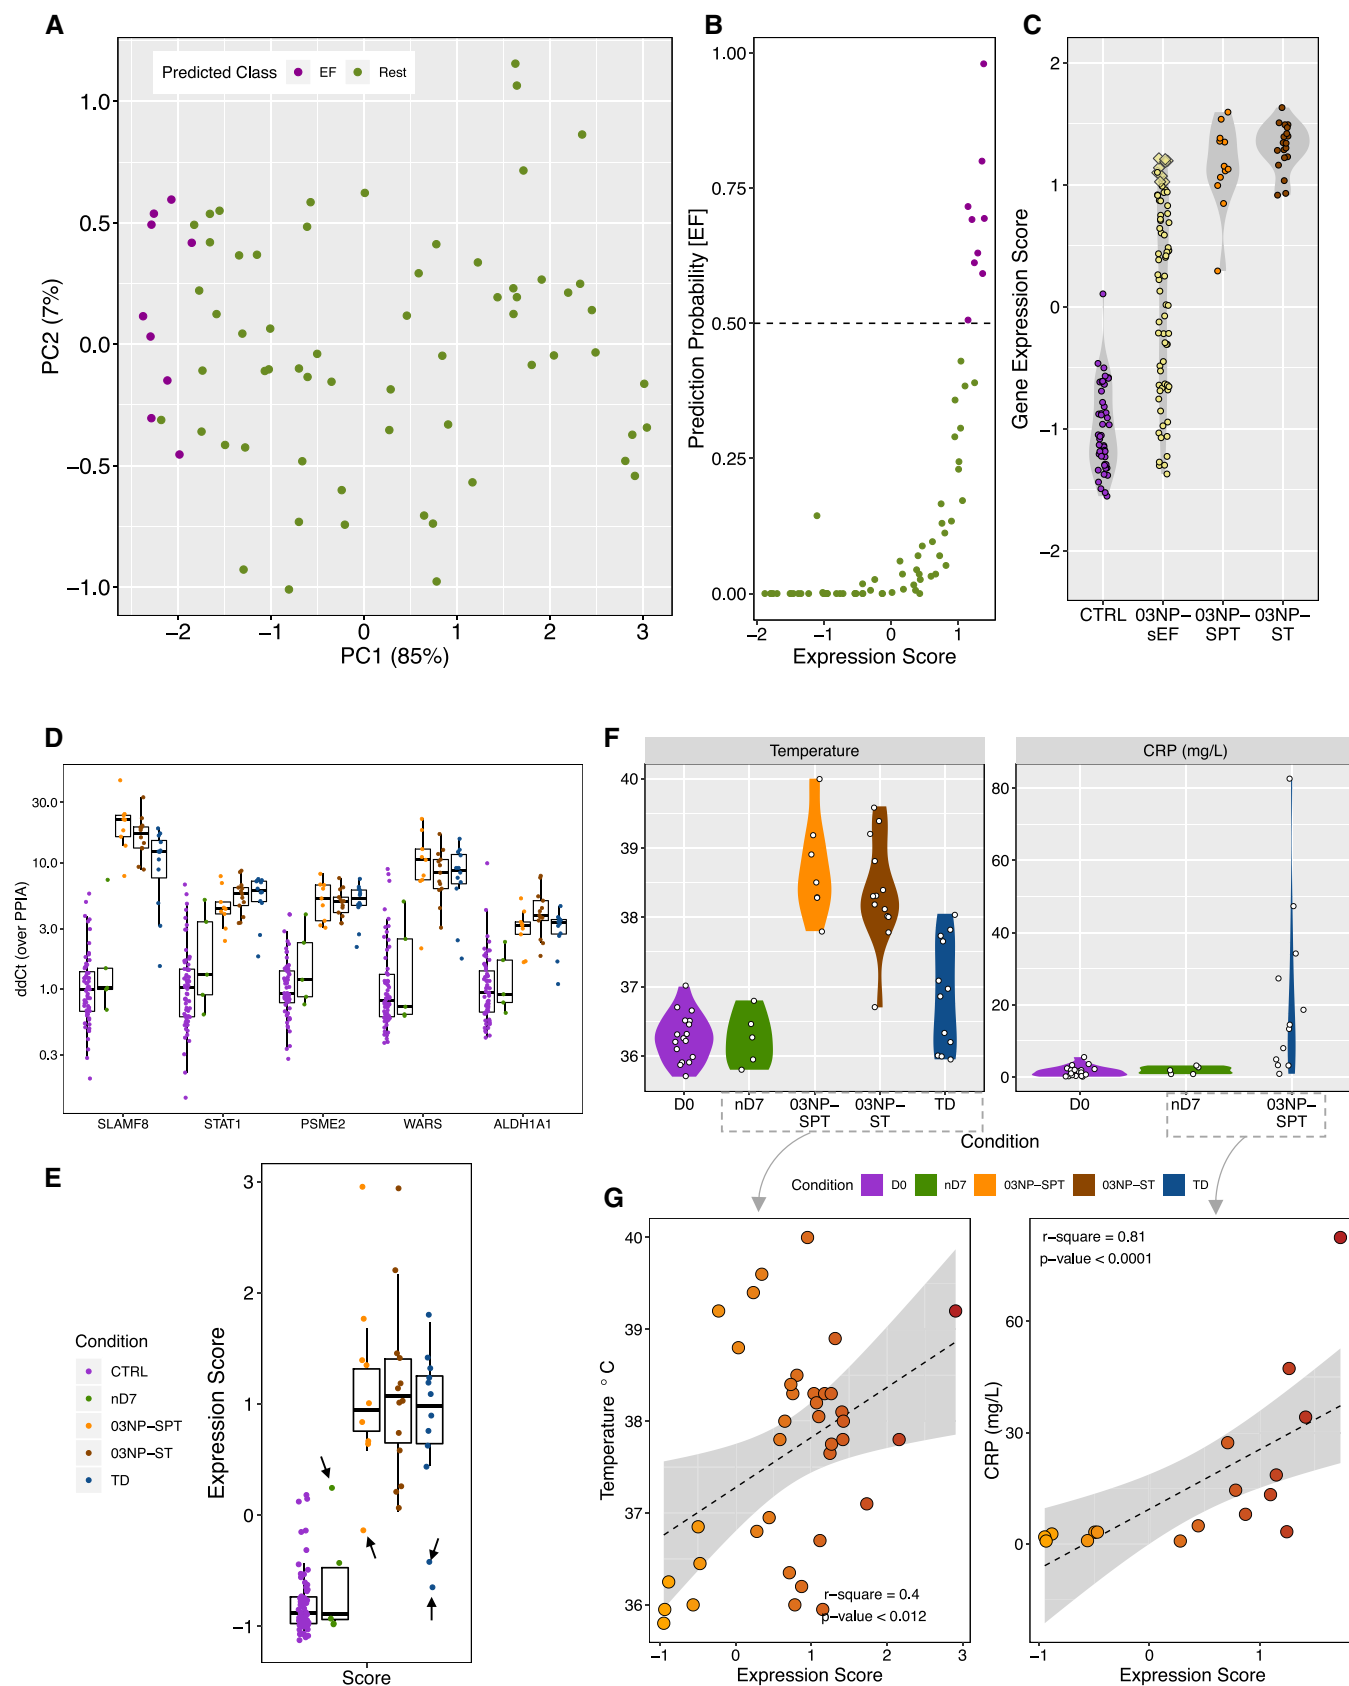 A
Predicted Class EF Rest
1.0
0.5
0.0
−0.5
−1.0
PC2 (7%)
−2 −1 0 1 2 3
PC1 (85%)
B
1.00
0.75
0.50
0.25
0.00
Prediction Probability [EF]
−2 −1 0 1
Expression Score
C
2
1
0
−1
−2
Gene Expression Score
CTRL 03NP− 03NP− 03NP−
sEF SPT ST
D
30.0
10.0
3.0
1.0
0.3
ddCt (over PPIA)
SLAMF8 STAT1 PSME2 WARS ALDH1A1
E
3
2
1
0
−1
Expression Score
Score
Condition
CTRL
nD7
03NP−SPT
03NP−ST
TD
F
Temperature
40
39
38
37
36
D0 nD7 03NP− 03NP− TD
SPT ST
CRP (mg/L)
80
60
40
20
0
D0 nD7 03NP−
SPT
Condition
Condition D0 nD7 03NP−SPT 03NP−ST TD
G
40
39
38
37
36
Temperature ° C
r−square = 0.4
p−value < 0.012
−1 0 1 2 3
Expression Score
r−square = 0.81
p−value < 0.0001
60
30
0
CRP (mg/L)
−1 0 1
Expression Score